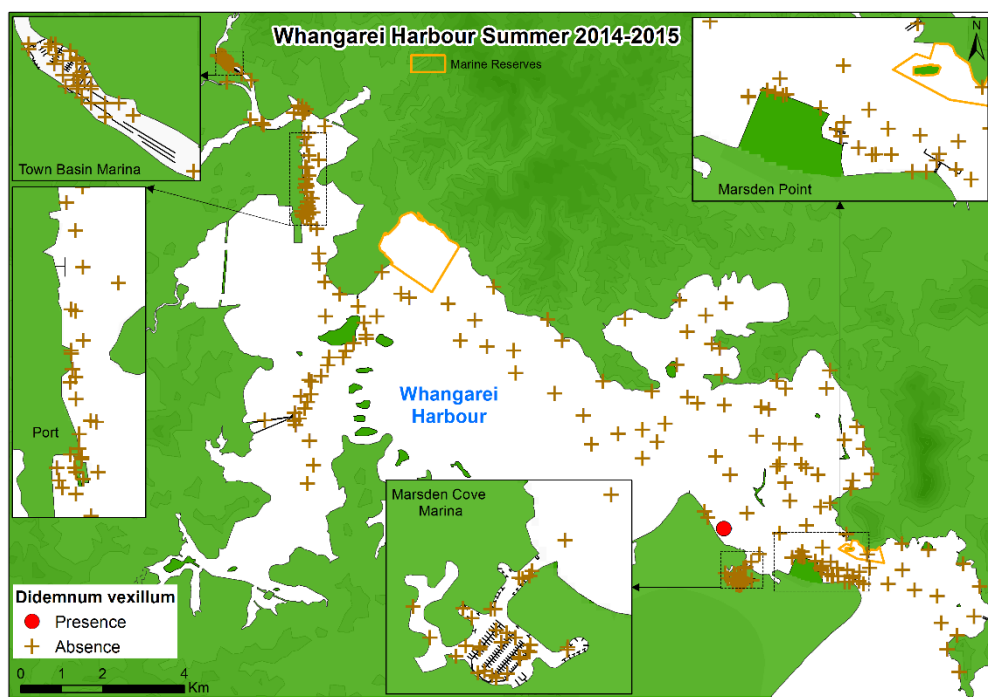 Whangarei Harbour Summer 2014-2015
Marine Reserves
N
Town Basin Marina
Marsden Point
Port
Whangarei
Harbour
Marsden Cove
Marina
Didemnum vexillum
Presence
Absence
0 1 2 4
Km